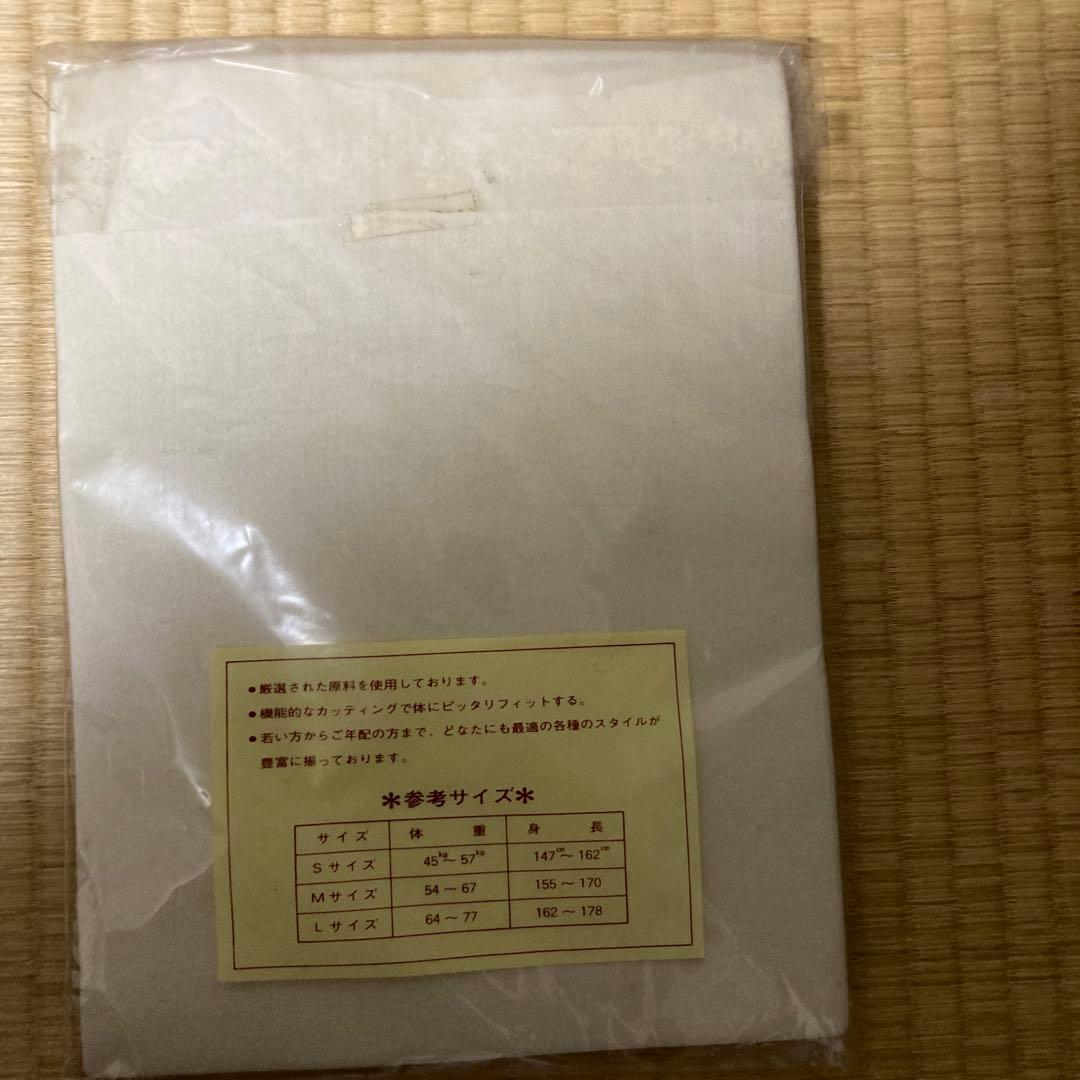 ●厳選された原料を使用しております。
●機能的なカッティングで体にピッタリフィットする。
●若い方からご年配の方まで、どなたにも最適の各種のスタイルが
豊富に揃っております。
＊参考サイズ＊
サイズ 体重 身長
Sサイズ 45kg～57kg 147cm～162cm
Mサイズ 54～67 155～170
Lサイズ 64～77 162～178